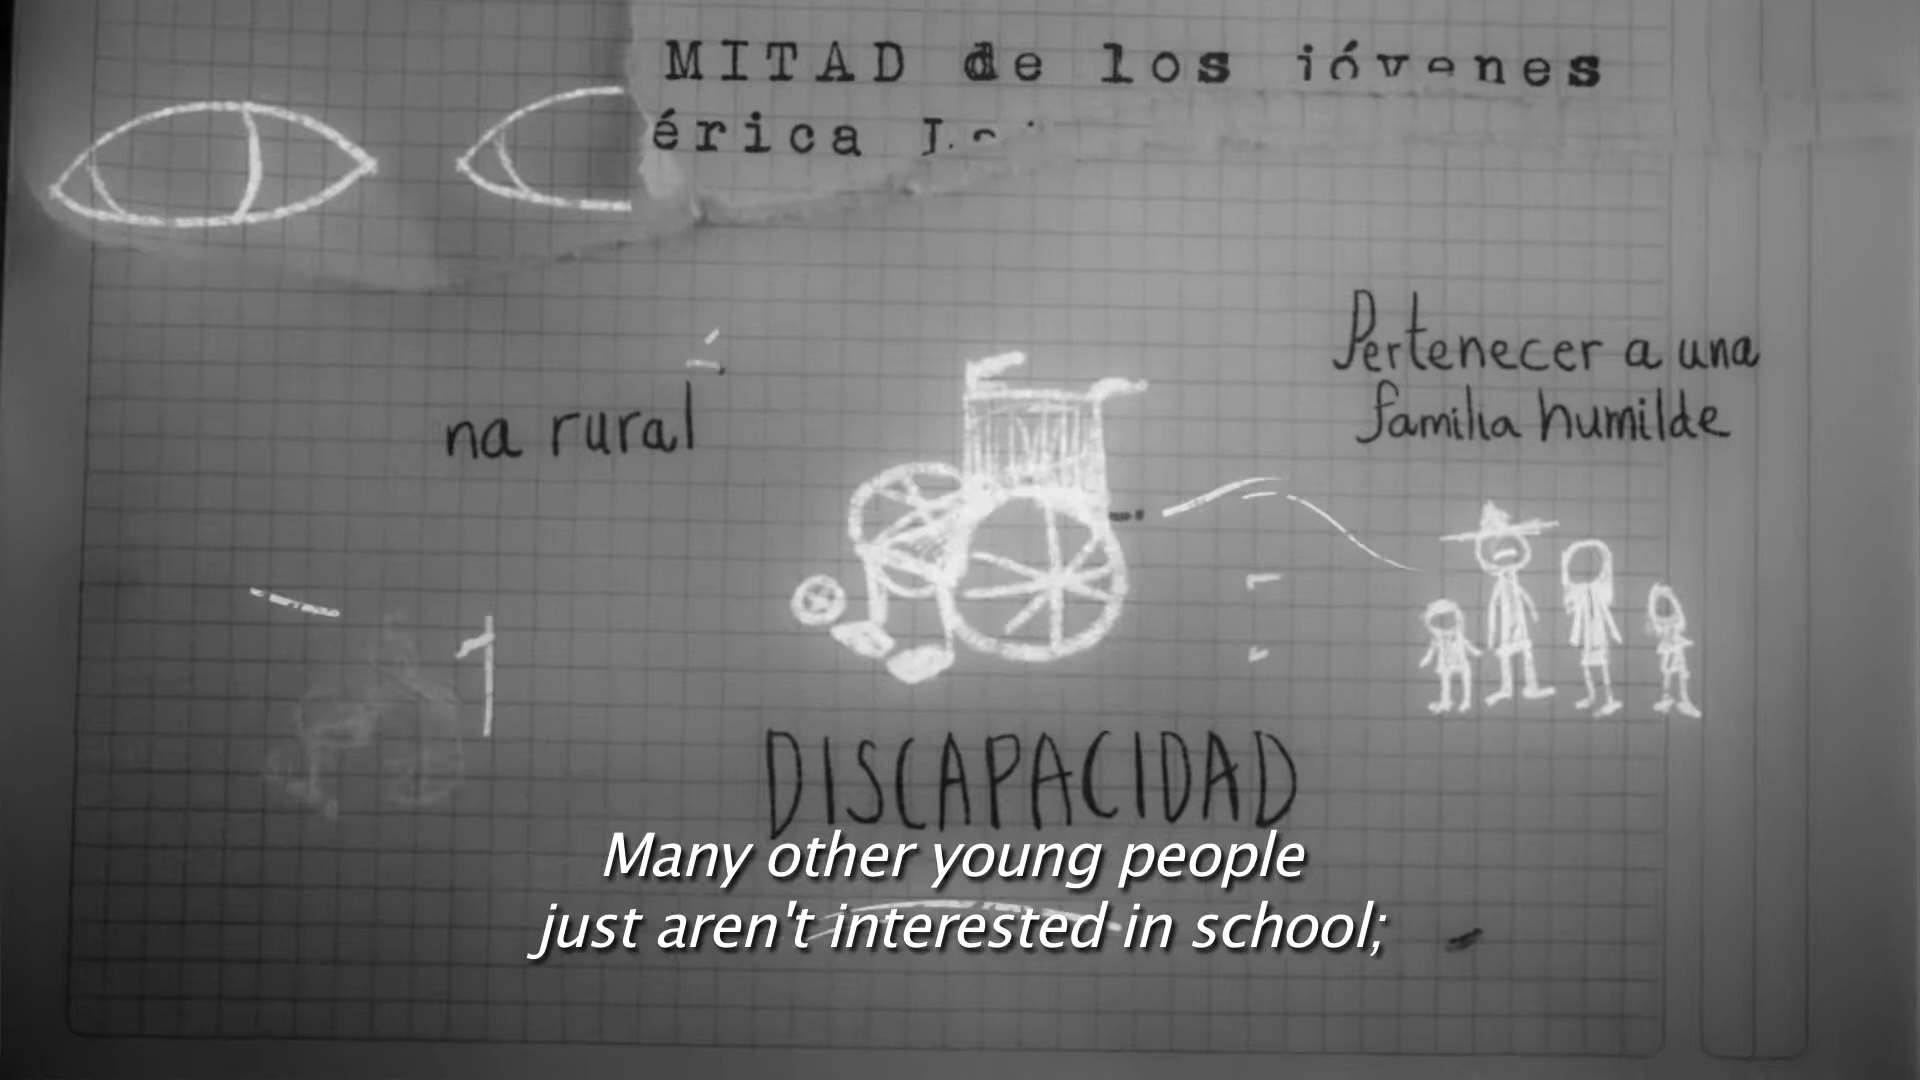 MITAD de los jóvenes
érica
na rural
Pertenecer a una
familia humilde
DISCAPACIDAD
Many other young people
just aren't interested in school;